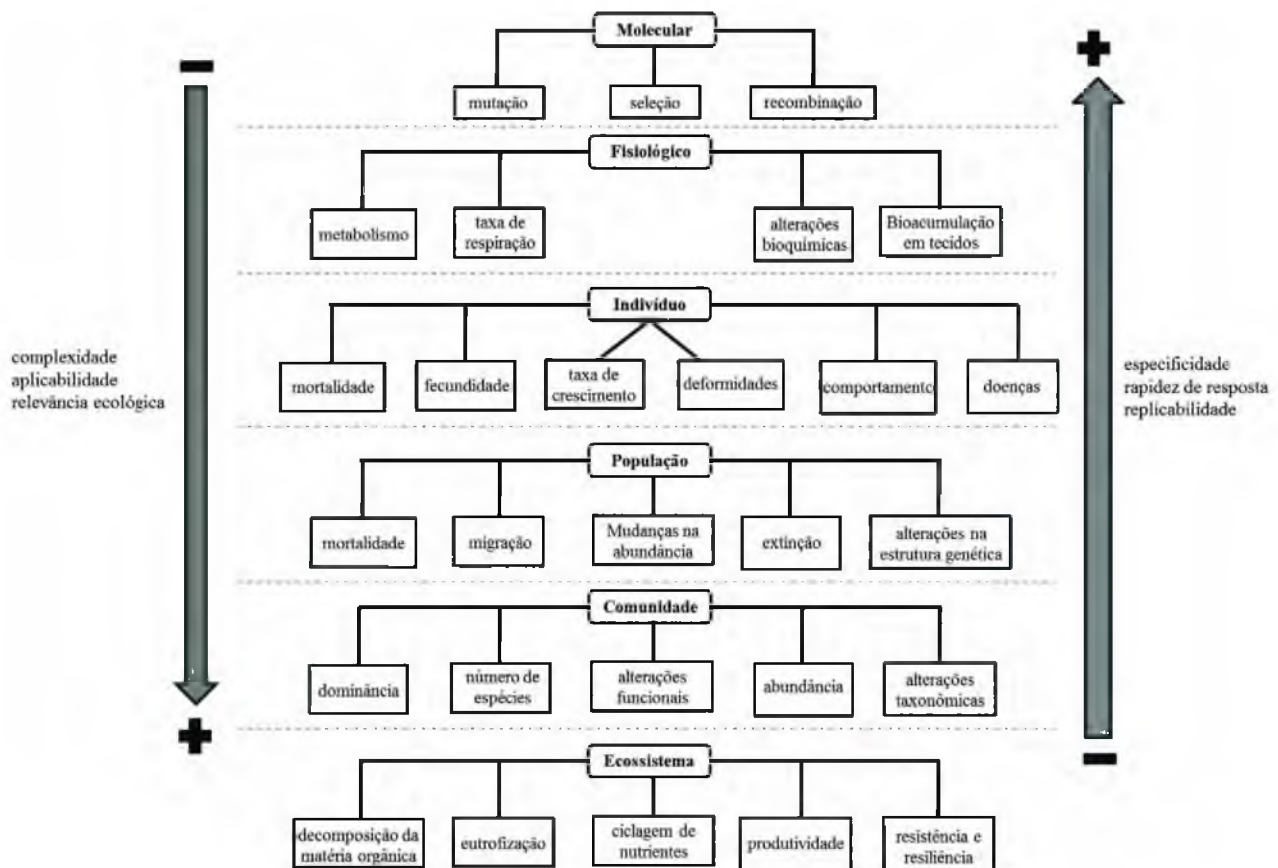 Molecular
mutação
seleção
recombinação
Fisiológico
metabolismo
taxa de
respiração
alterações
bioquímicas
Bioacumulação
em tecidos
Indivíduo
mortalidade
fecundidade
taxa de
crescimento
deformidades
comportamento
doenças
complexidade
aplicabilidade
relevância ecológica
especificidade
rapidez de resposta
replicabilidade
População
mortalidade
migração
Mudanças na
abundância
extinção
alterações na
estrutura genética
Comunidade
dominância
número de
espécies
alterações
funcionais
abundância
alterações
taxonômicas
Ecossistema
decomposição da
matéria orgânica
eutrofização
ciclagem de
nutrientes
produtividade
resistência e
resiliência